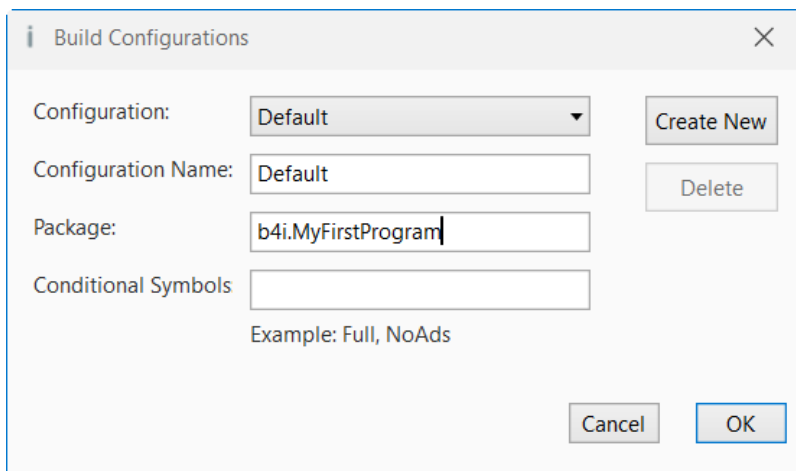 Build Configurations
Configuration: Default Create New
Configuration Name: Default Delete
Package: b4i.MyFirstProgram
Conditional Symbols
Example: Full, NoAds
Cancel OK